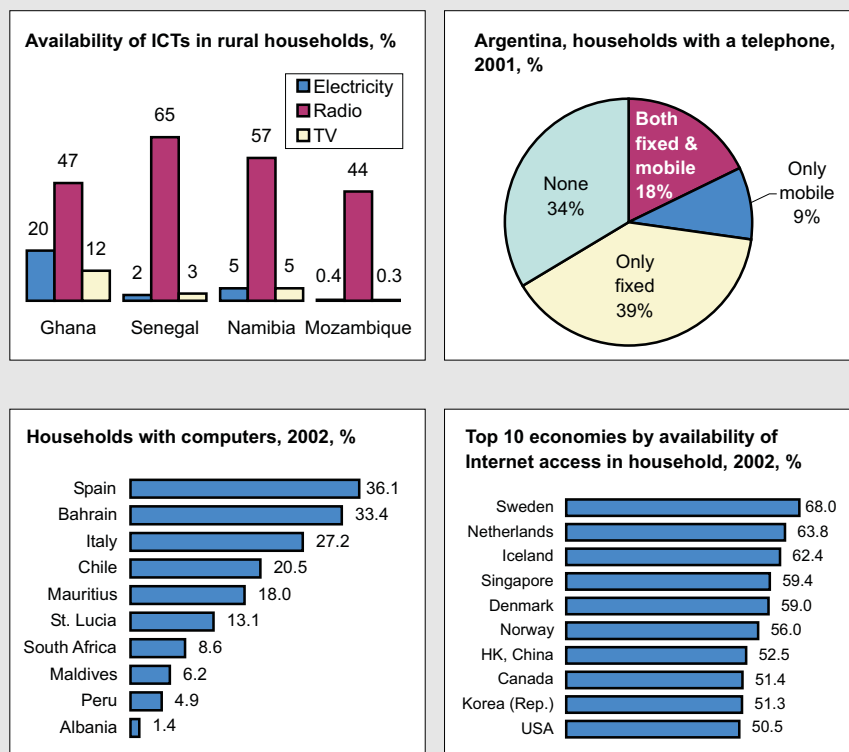 Availability of ICTs in rural households, %
Electricity
Radio
TV
20
47
12
2
65
3
5
57
5
0.4
44
0.3
Ghana
Senegal
Namibia
Mozambique
Argentina, households with a telephone,
2001, %
Both
fixed &
mobile
18%
Only
mobile
9%
Only
fixed
39%
None
34%
Households with computers, 2002, %
Spain 36.1
Bahrain 33.4
Italy 27.2
Chile 20.5
Mauritius 18.0
St. Lucia 13.1
South Africa 8.6
Maldives 6.2
Peru 4.9
Albania 1.4
Top 10 economies by availability of
Internet access in household, 2002, %
Sweden 68.0
Netherlands 63.8
Iceland 62.4
Singapore 59.4
Denmark 59.0
Norway 56.0
HK, China 52.5
Canada 51.4
Korea (Rep.) 51.3
USA 50.5